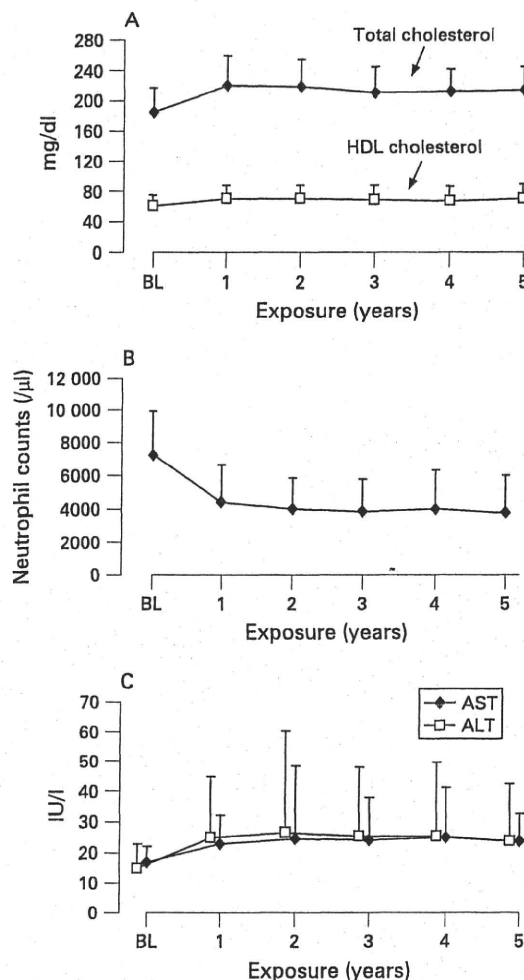 A
Total cholesterol
HDL cholesterol
mg/dl
280
240
200
160
120
80
40
0
BL 1 2 3 4 5
Exposure (years)
B
Neutrophil counts (/µl)
12 000
10 000
8000
6000
4000
2000
0
BL 1 2 3 4 5
Exposure (years)
C
AST
ALT
IU/l
70
60
50
40
30
20
10
0
BL 1 2 3 4 5
Exposure (years)